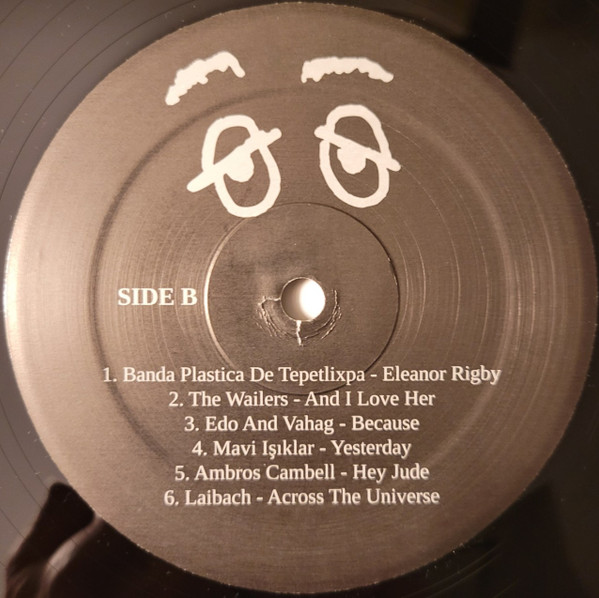 SIDE B
1. Banda Plastica De Tepetlixpa - Eleanor Rigby
2. The Wailers - And I Love Her
3. Edo And Vahag - Because
4. Mavi Işıklar - Yesterday
5. Ambros Cambell - Hey Jude
6. Laibach - Across The Universe